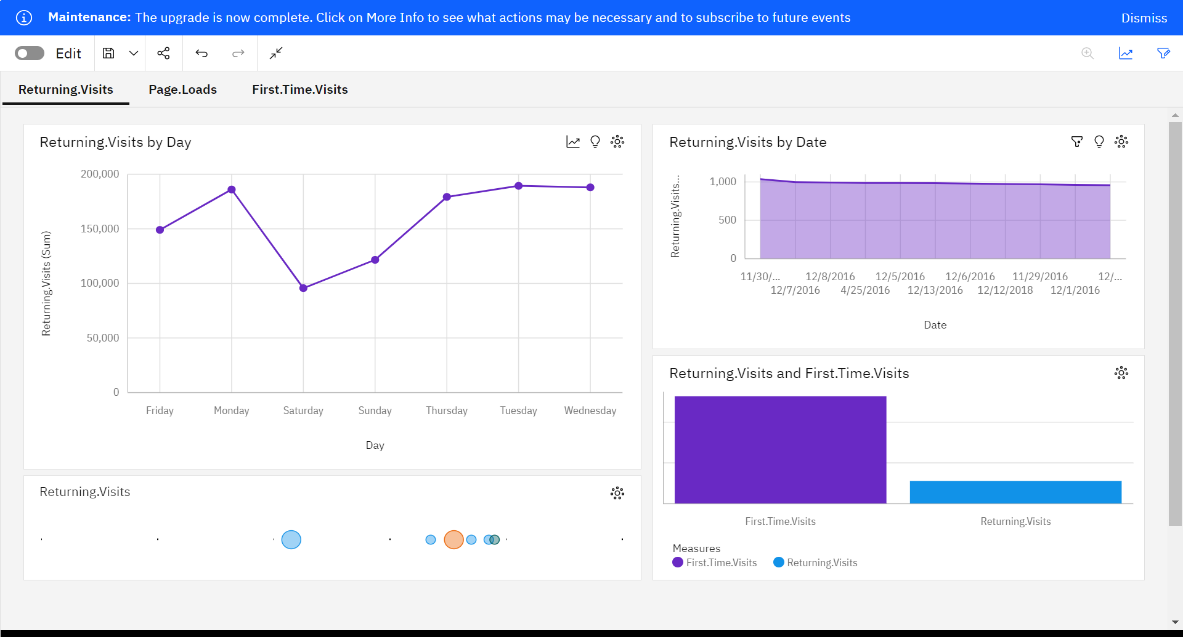 Maintenance: The upgrade is now complete. Click on More Info to see what actions may be necessary and to subscribe to future events
Dismiss
Edit
Returning.Visits
Page.Loads
First.Time.Visits
Returning.Visits by Day
200,000
150,000
100,000
50,000
0
Returning.Visits (Sum)
Friday
Monday
Saturday
Sunday
Thursday
Tuesday
Wednesday
Day
Returning.Visits by Date
1,000
500
0
Returning.Visits...
11/30/...
12/8/2016
12/5/2016
12/6/2016
11/29/2016
12/...
12/7/2016
4/25/2016
12/13/2016
12/12/2018
12/1/2016
Date
Returning.Visits and First.Time.Visits
First.Time.Visits
Returning.Visits
Measures
First.Time.Visits
Returning.Visits
Returning.Visits